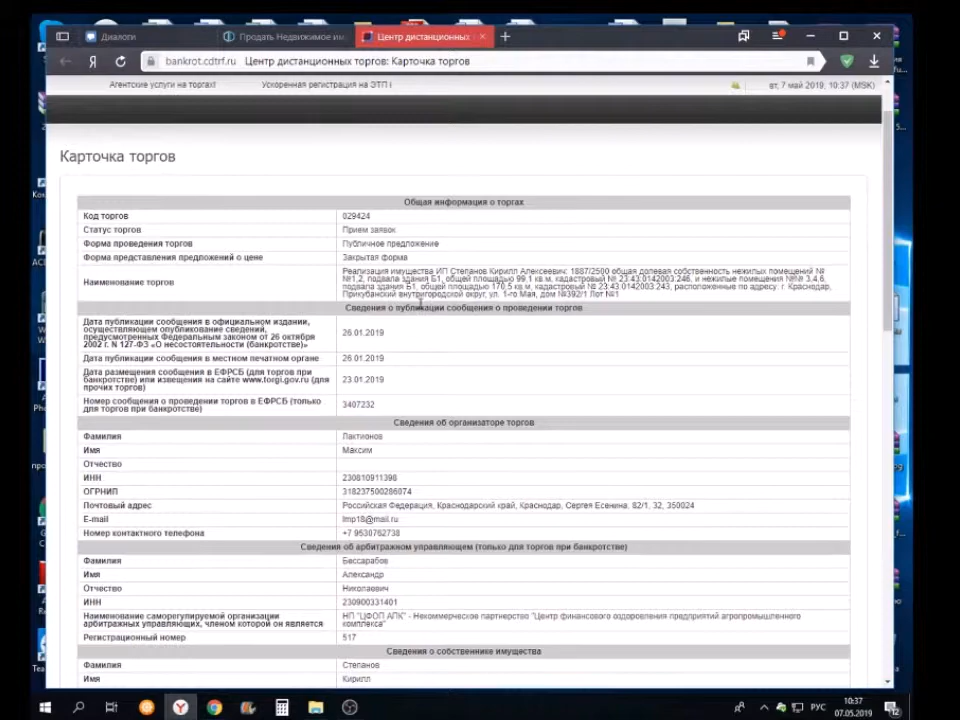 Диалоги
Продать Недвижимое им
Центр дистанционных
bankrot.cdtrf.ru Центр дистанционных торгов: Карточка торгов
Агентские услуги на торгах!
Ускоренная регистрация на ЭТП
вт, 7 май 2019, 10:37 (MSK)
Карточка торгов
Общая информация о торгах
Код торгов
029424
Статус торгов
Прием заявок
Форма проведения торгов
Публичное предложение
Форма представления предложений о цене
Закрытая форма
Наименование торгов
Реализация имущества ИП Степанов Кирилл Алексеевич: 1887/2500 общая долевая собственность нежилых помещений №
№1,2, подвала здания Б1, общей площадью 99,1 кв.м, кадастровый № 23:43:0142003:246, и нежилые помещения №№ 3,4,6,
подвала здания Б1, общей площадью 170,5 кв.м, кадастровый № 23:43:0142003:243, расположенные по адресу: г. Краснодар,
Прикубанский внутригородской округ, ул. 1-го Мая, дом №392/1 Лот №1
Сведения о публикации сообщения о проведении торгов
Дата публикации сообщения в официальном издании,
осуществляющем опубликование сведений,
предусмотренных Федеральным законом от 26 октября
2002 г. N 127-ФЗ «О несостоятельности (банкротстве)»
26.01.2019
Дата публикации сообщения в местном печатном органе
26.01.2019
Дата размещения сообщения в ЕФРСБ (для торгов при
банкротстве) или извещения на сайте www.torgi.gov.ru (для
прочих торгов)
23.01.2019
Номер сообщения о проведении торгов в ЕФРСБ (только
для торгов при банкротстве)
3407232
Сведения об организаторе торгов
Фамилия
Лактионов
Имя
Максим
Отчество
ИНН
230810911398
ОГРНИП
318237500286074
Почтовый адрес
Российская Федерация, Краснодарский край, Краснодар, Сергея Есенина, 82/1, 32, 350024
E-mail
lmp18@mail.ru
Номер контактного телефона
+7 9530762738
Сведения об арбитражном управляющем (только для торгов при банкротстве)
Фамилия
Бессарабов
Имя
Александр
Отчество
Николаевич
ИНН
230900331401
Наименование саморегулируемой организации
арбитражных управляющих, членом которой он является
НП "ЦФОП АПК" - Некоммерческое партнерство "Центр финансового оздоровления предприятий агропромышленного
комплекса"
Регистрационный номер
517
Сведения о собственнике имущества
Фамилия
Степанов
Имя
Кирилл
РУС
10:37
07.05.2019
12